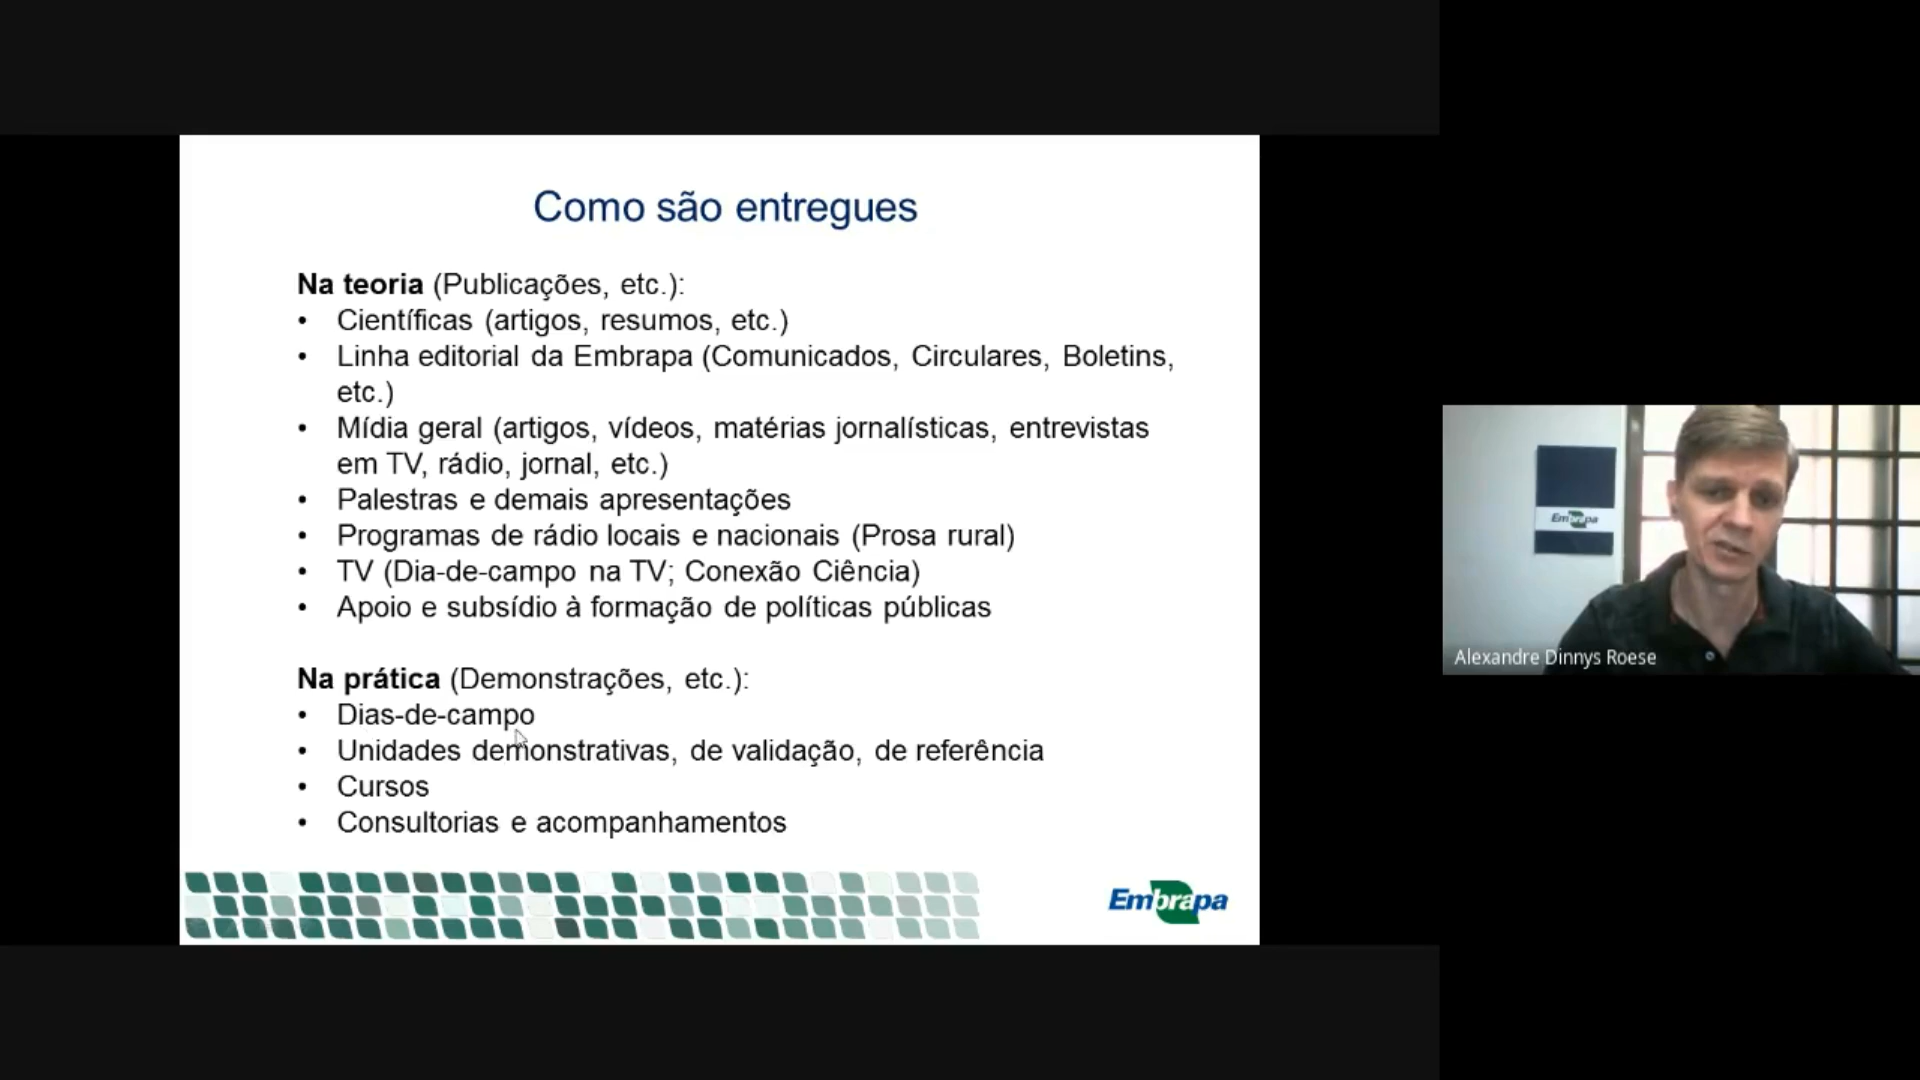 Como são entregues
Na teoria (Publicações, etc.):
• Científicas (artigos, resumos, etc.)
• Linha editorial da Embrapa (Comunicados, Circulares, Boletins,
etc.)
• Mídia geral (artigos, vídeos, matérias jornalísticas, entrevistas
em TV, rádio, jornal, etc.)
• Palestras e demais apresentações
• Programas de rádio locais e nacionais (Prosa rural)
• TV (Dia-de-campo na TV; Conexão Ciência)
• Apoio e subsídio à formação de políticas públicas
Na prática (Demonstrações, etc.):
• Dias-de-campo
• Unidades demonstrativas, de validação, de referência
• Cursos
• Consultorias e acompanhamentos
Embrapa
Embrapa
Alexandre Dinnys Roese